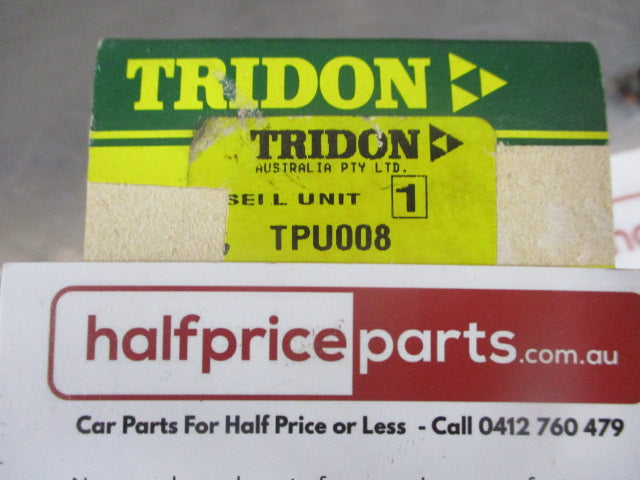 TRIDON
TRIDON
AUSTRALIA PTY LTD.
SELL UNIT 1
TPU008
halfpriceparts.com.au
Car Parts For Half Price or Less - Call 0412 760 479